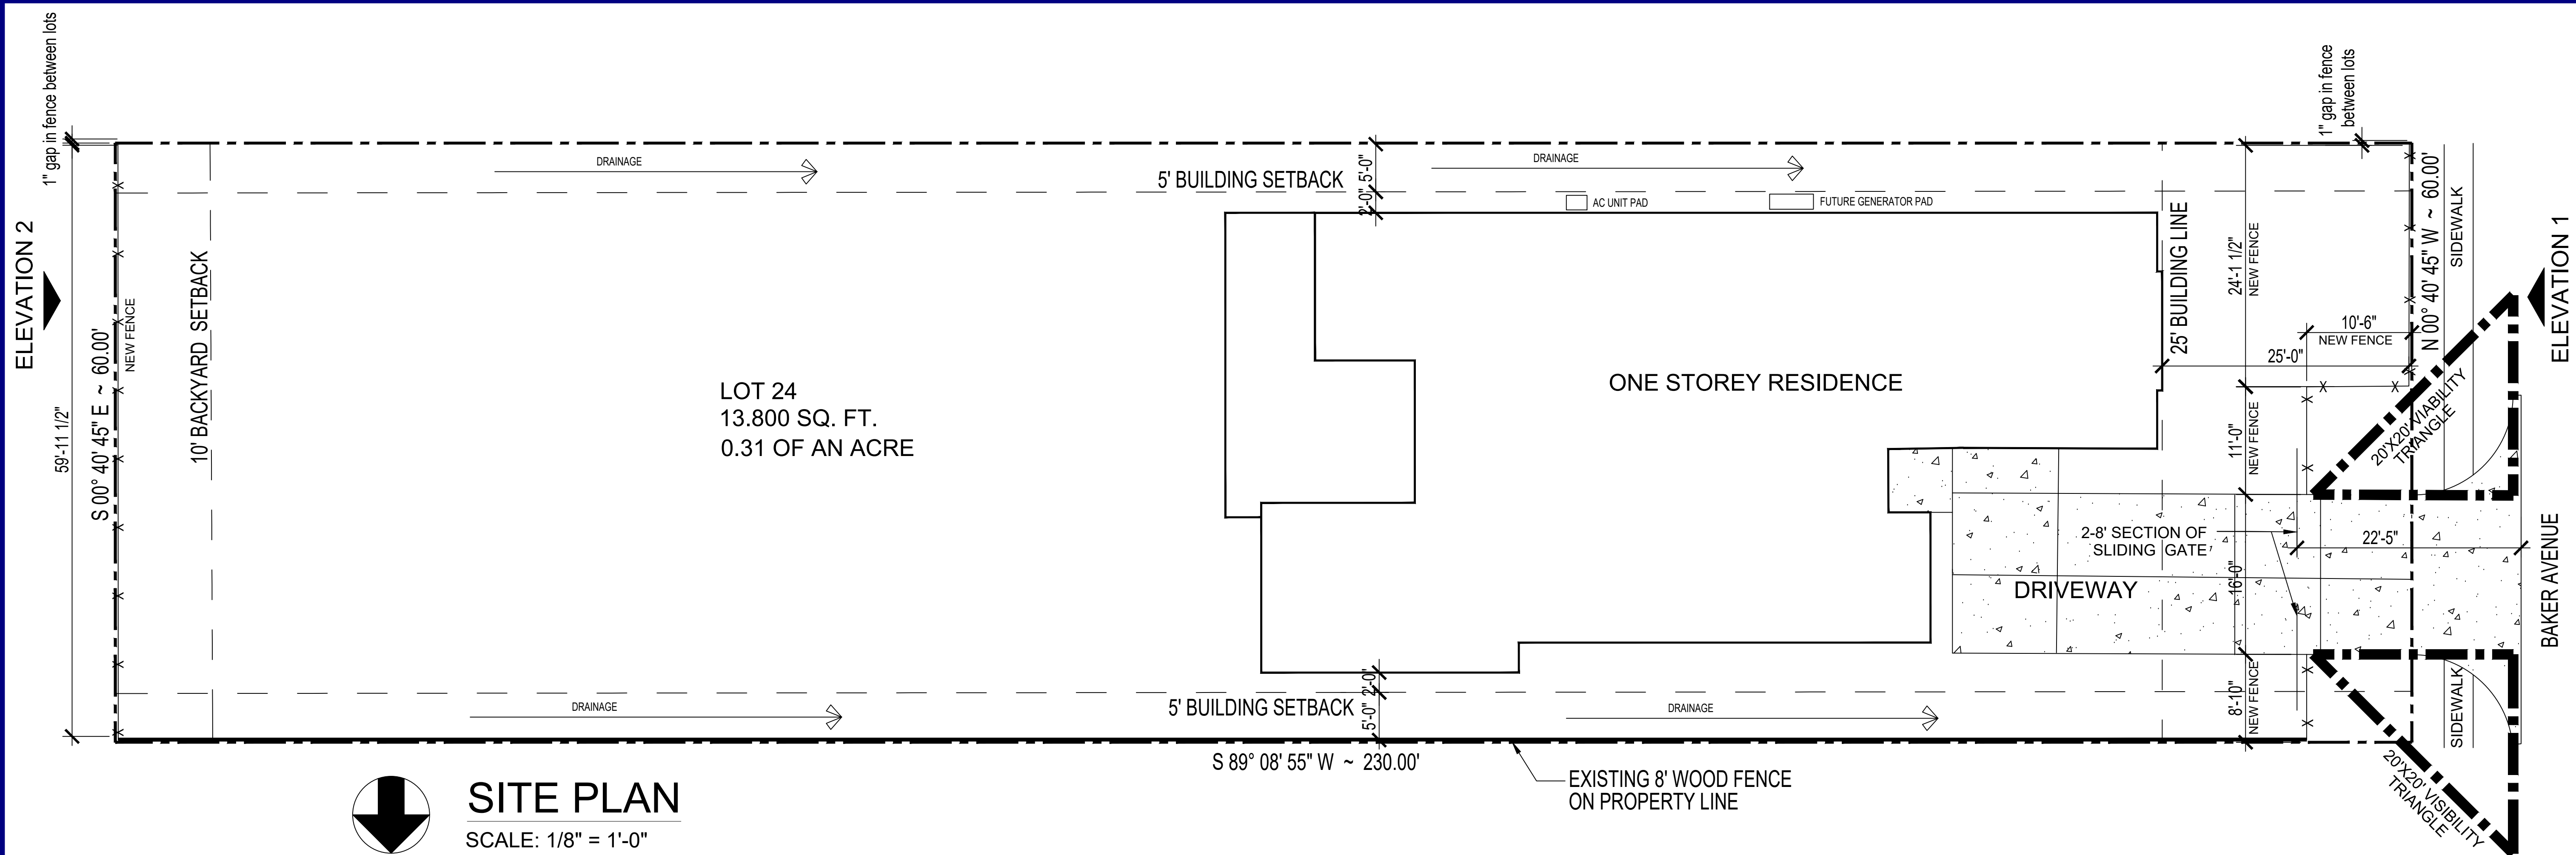 1" gap in fence between lots
1" gap in fence
between lots
DRAINAGE
DRAINAGE
5' BUILDING SETBACK
5'-0"
2'-0"
AC UNIT PAD
FUTURE GENERATOR PAD
ELEVATION 2
59'-11 1/2"
S 00° 40' 45" E ~ 60.00'
NEW FENCE
10' BACKYARD SETBACK
LOT 24
13.800 SQ. FT.
0.31 OF AN ACRE
ONE STOREY RESIDENCE
25' BUILDING LINE
24'-1 1/2"
NEW FENCE
10'-6"
NEW FENCE
25'-0"
N 00° 40' 45" W ~ 60.00'
SIDEWALK
ELEVATION 1
11'-0"
NEW FENCE
20'X20' VIABILITY
TRIANGLE
2-8' SECTION OF
SLIDING GATE
22'-5"
16'-0"
DRIVEWAY
BAKER AVENUE
8'-10"
NEW FENCE
SIDEWALK
20'X20' VISIBILITY
TRIANGLE
2'-0"
5'-0"
5' BUILDING SETBACK
DRAINAGE
DRAINAGE
S 89° 08' 55" W ~ 230.00'
EXISTING 8' WOOD FENCE
ON PROPERTY LINE
SITE PLAN
SCALE: 1/8" = 1'-0"